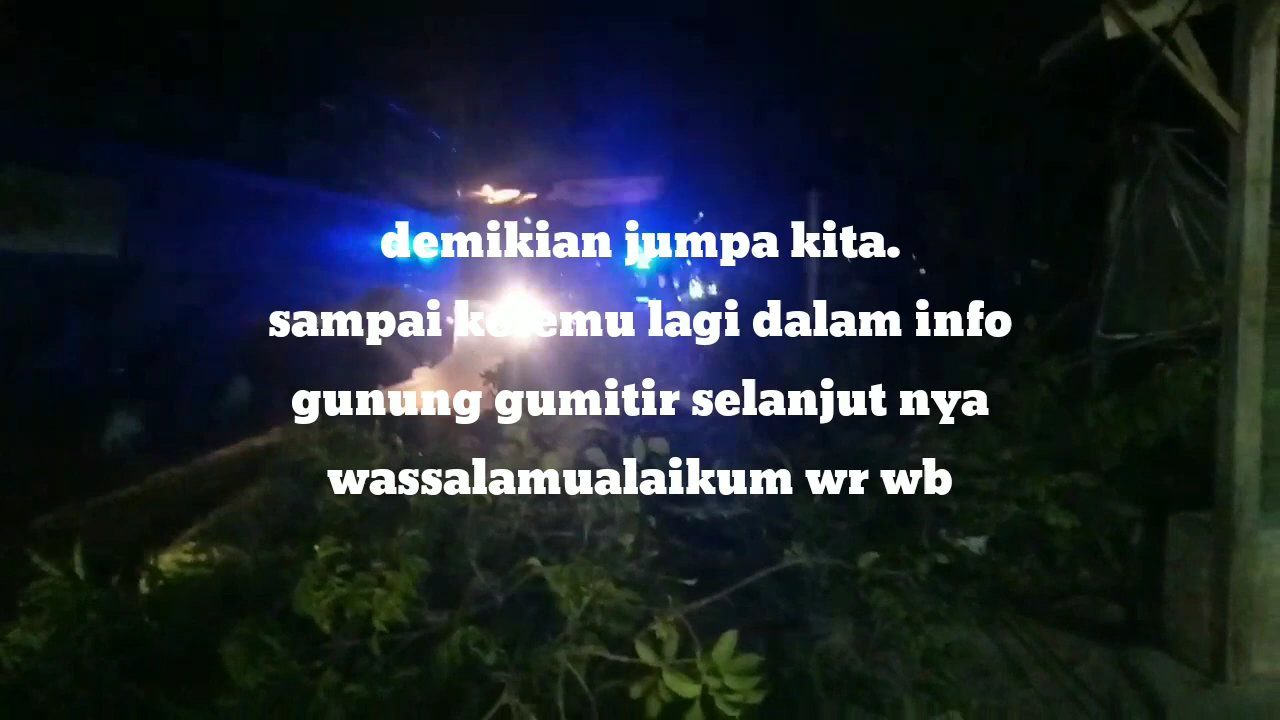 demikian jumpa kita.
sampai ketemu lagi dalam info
gunung gumitir selanjut nya
wassalamualaikum wr wb